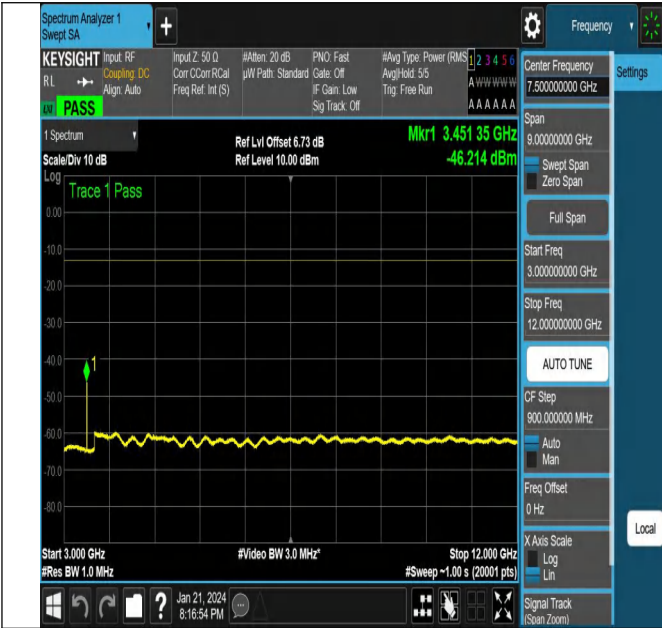 Spectrum Analyzer 1
Swept SA
+
Frequency
KEYSIGHT
RL
Align: Auto
LXI
PASS
Input: RF
Coupling: DC
Input Z: 50 Ω
Corr CCorr RCal
Freq Ref: Int (S)
#Atten: 20 dB
µW Path: Standard
PNO: Fast
Gate: Off
IF Gain: Low
Sig Track: Off
#Avg Type: Power (RMS
Avg|Hold: 5/5
Trig: Free Run
1 2 3 4 5 6
A W W W W W
A A A A A A
1 Spectrum
Scale/Div 10 dB
Ref Lvl Offset 6.73 dB
Ref Level 10.00 dBm
Mkr1 3.451 35 GHz
-46.214 dBm
Log
Trace 1 Pass
0.00
-10.0
-20.0
-30.0
-40.0
-50.0
-60.0
-70.0
-80.0
1
Start 3.000 GHz
#Res BW 1.0 MHz
#Video BW 3.0 MHz*
Stop 12.000 GHz
#Sweep ~1.00 s (20001 pts)
Jan 21, 2024
8:16:54 PM
?
Center Frequency
7.500000000 GHz
Settings
Span
9.00000000 GHz
Swept Span
Zero Span
Full Span
Start Freq
3.000000000 GHz
Stop Freq
12.000000000 GHz
AUTO TUNE
CF Step
900.000000 MHz
Auto
Man
Freq Offset
0 Hz
X Axis Scale
Log
Lin
Local
Signal Track
(Span Zoom)